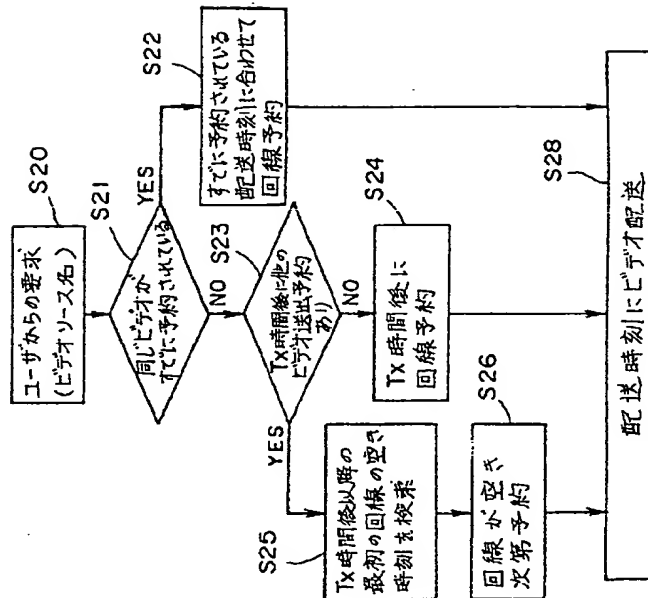 S20
ユーザからの要求
(ビデオソース名)
S21
同じビデオが
すでに予約されている
YES
NO
S22
すでに予約されている
配送時刻に合わせて
回線予約
S23
Tx時間後に他の
ビデオ送出予約
あり
YES
NO
S24
Tx時間後に
回線予約
S25
Tx時間後以降の
最初の回線の空き
時刻を検索
S26
回線が空き
次第予約
S28
配送時刻にビデオ配送